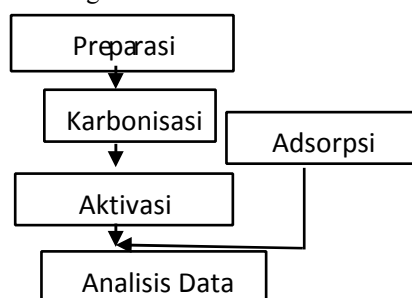 Preparasi
Karbonisasi
Adsorpsi
Aktivasi
Analisis Data